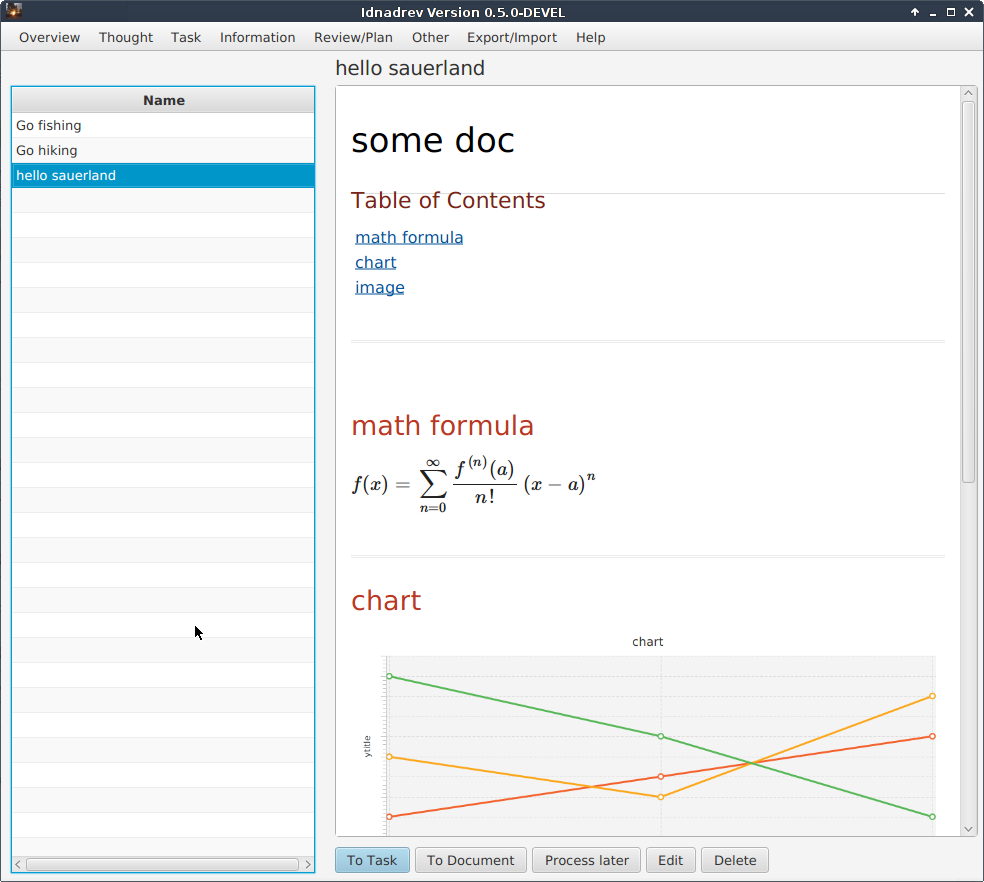 Idnadrev Version 0.5.0-DEVEL
Overview Thought Task Information Review/Plan Other Export/Import Help
hello sauerland
Name
Go fishing
Go hiking
hello sauerland
some doc
Table of Contents
math formula
chart
image
math formula
f(x) = ∑_{n=0}^{∞} \frac{f^{(n)}(a)}{n!} (x − a)^n
chart
chart
ytitle
To Task To Document Process later Edit Delete